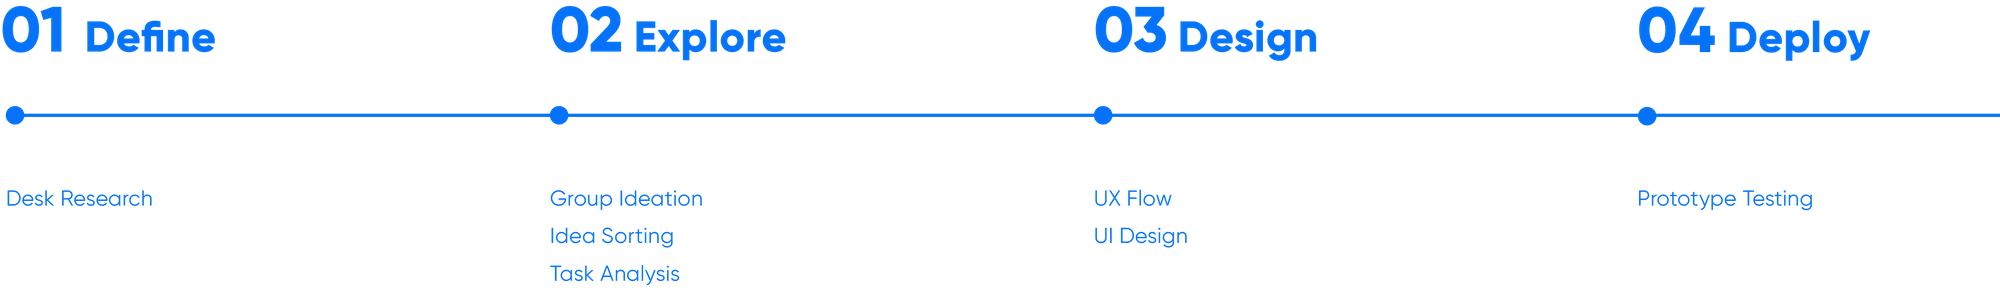 01 Define
02 Explore
03 Design
04 Deploy
Desk Research
Group Ideation
Idea Sorting
Task Analysis
UX Flow
UI Design
Prototype Testing